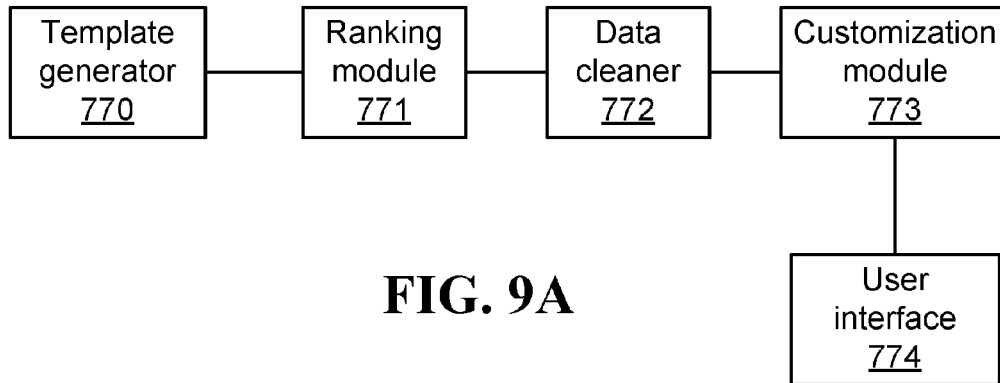 Template
generator
770
Ranking
module
771
Data
cleaner
772
Customization
module
773
FIG. 9A
User
interface
774